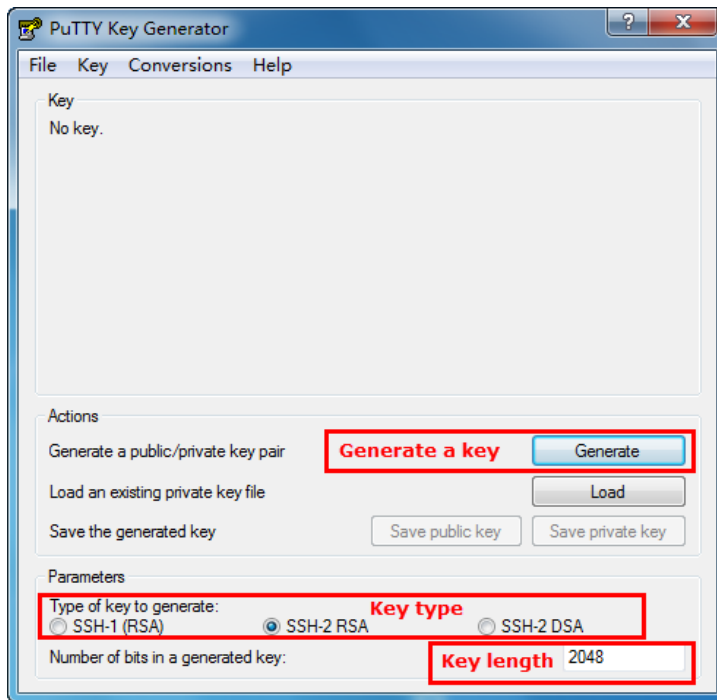 PuTTY Key Generator
File Key Conversions Help
Key
No key.
Actions
Generate a public/private key pair Generate a key Generate
Load an existing private key file Load
Save the generated key Save public key Save private key
Parameters
Type of key to generate: Key type
SSH-1 (RSA) SSH-2 RSA SSH-2 DSA
Number of bits in a generated key: Key length 2048